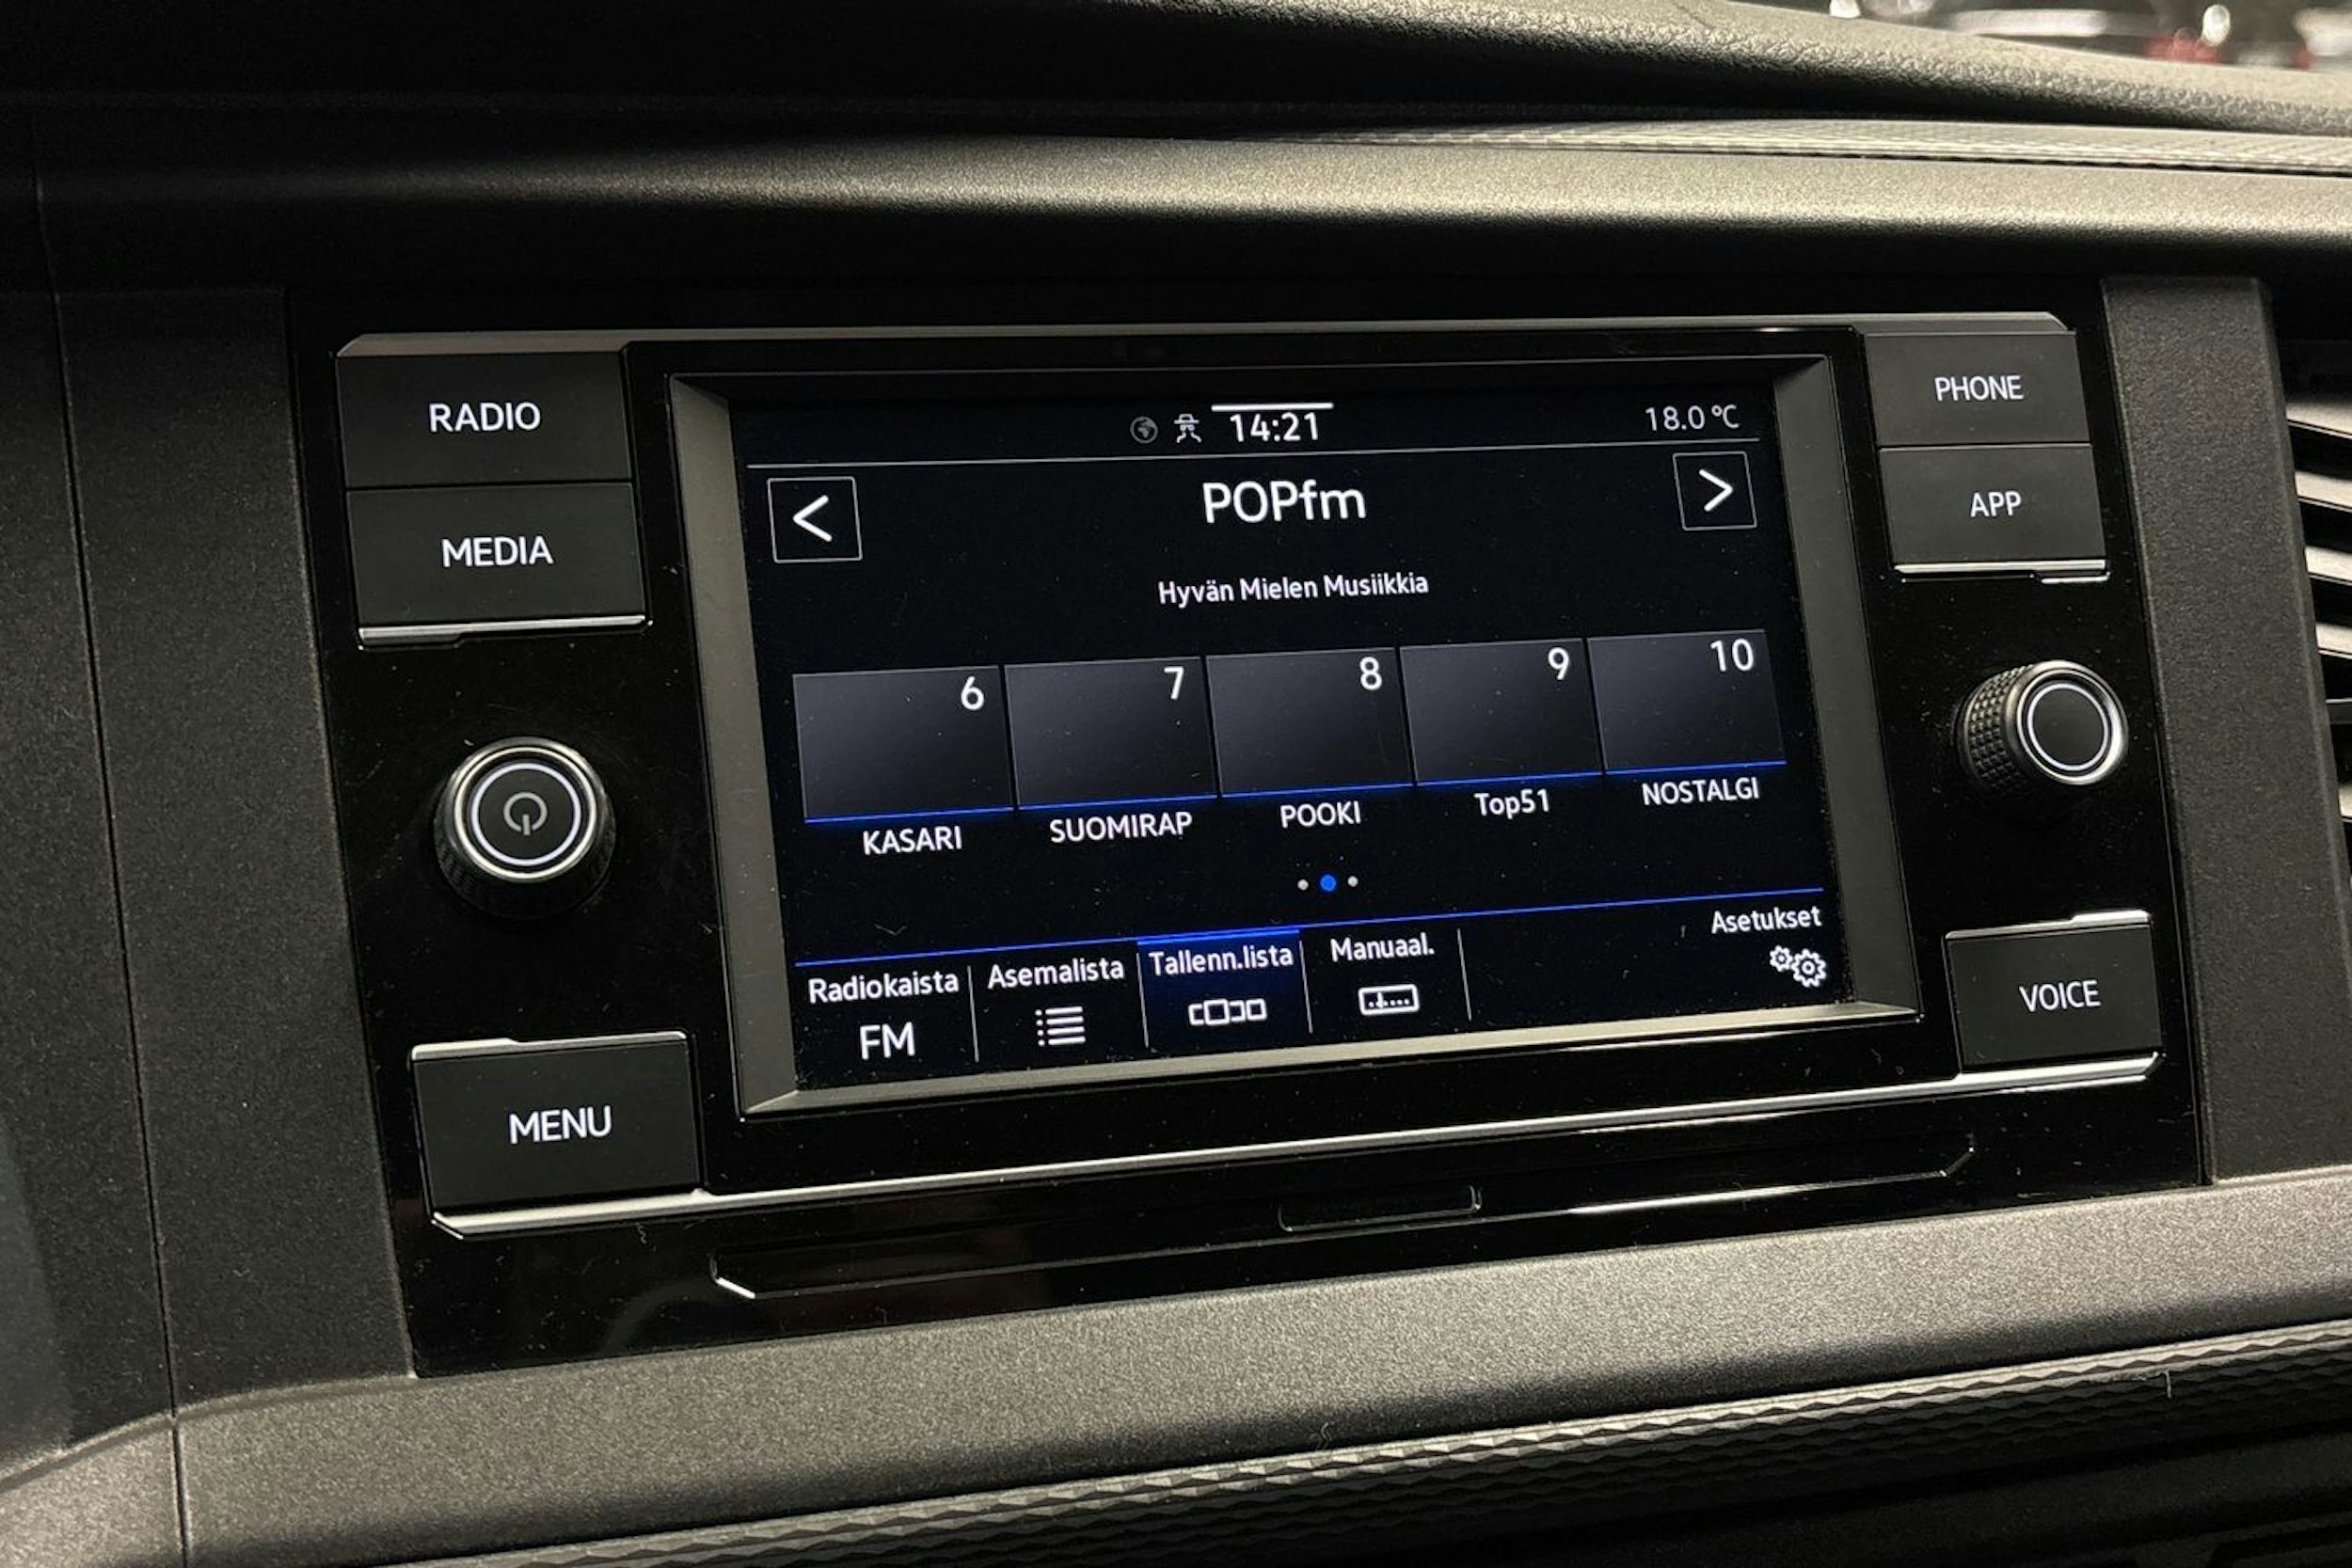 RADIO
MEDIA
MENU
PHONE
APP
VOICE
14:21
18.0 °C
<
POPfm
>
Hyvän Mielen Musiikkia
6 7 8 9 10
KASARI SUOMIRAP POOKI Top51 NOSTALGI
Radiokaista Asemalista Tallenn.lista Manuaal. Asetukset
FM